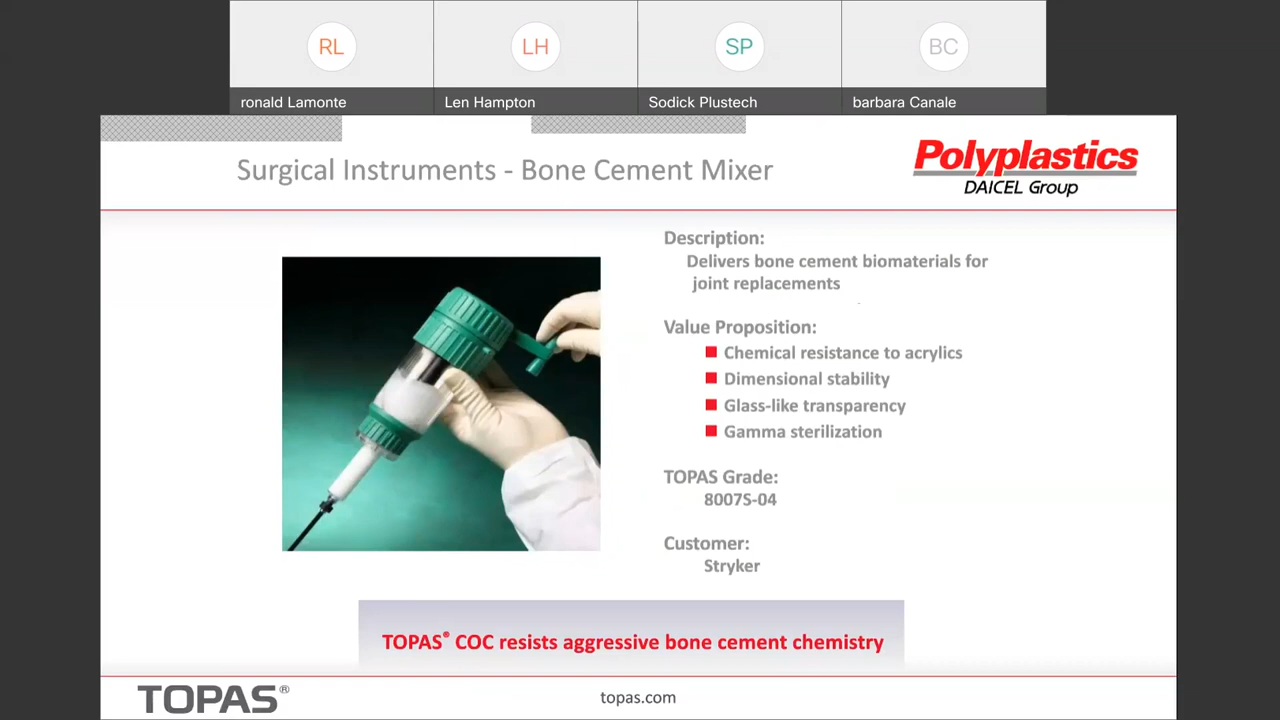 RL
LH
SP
BC
ronald Lamonte
Len Hampton
Sodick Plustech
barbara Canale
Surgical Instruments - Bone Cement Mixer
Polyplastics
DAICEL Group
Description:
Delivers bone cement biomaterials for
joint replacements
Value Proposition:
Chemical resistance to acrylics
Dimensional stability
Glass-like transparency
Gamma sterilization
TOPAS Grade:
8007S-04
Customer:
Stryker
TOPAS® COC resists aggressive bone cement chemistry
TOPAS®
topas.com